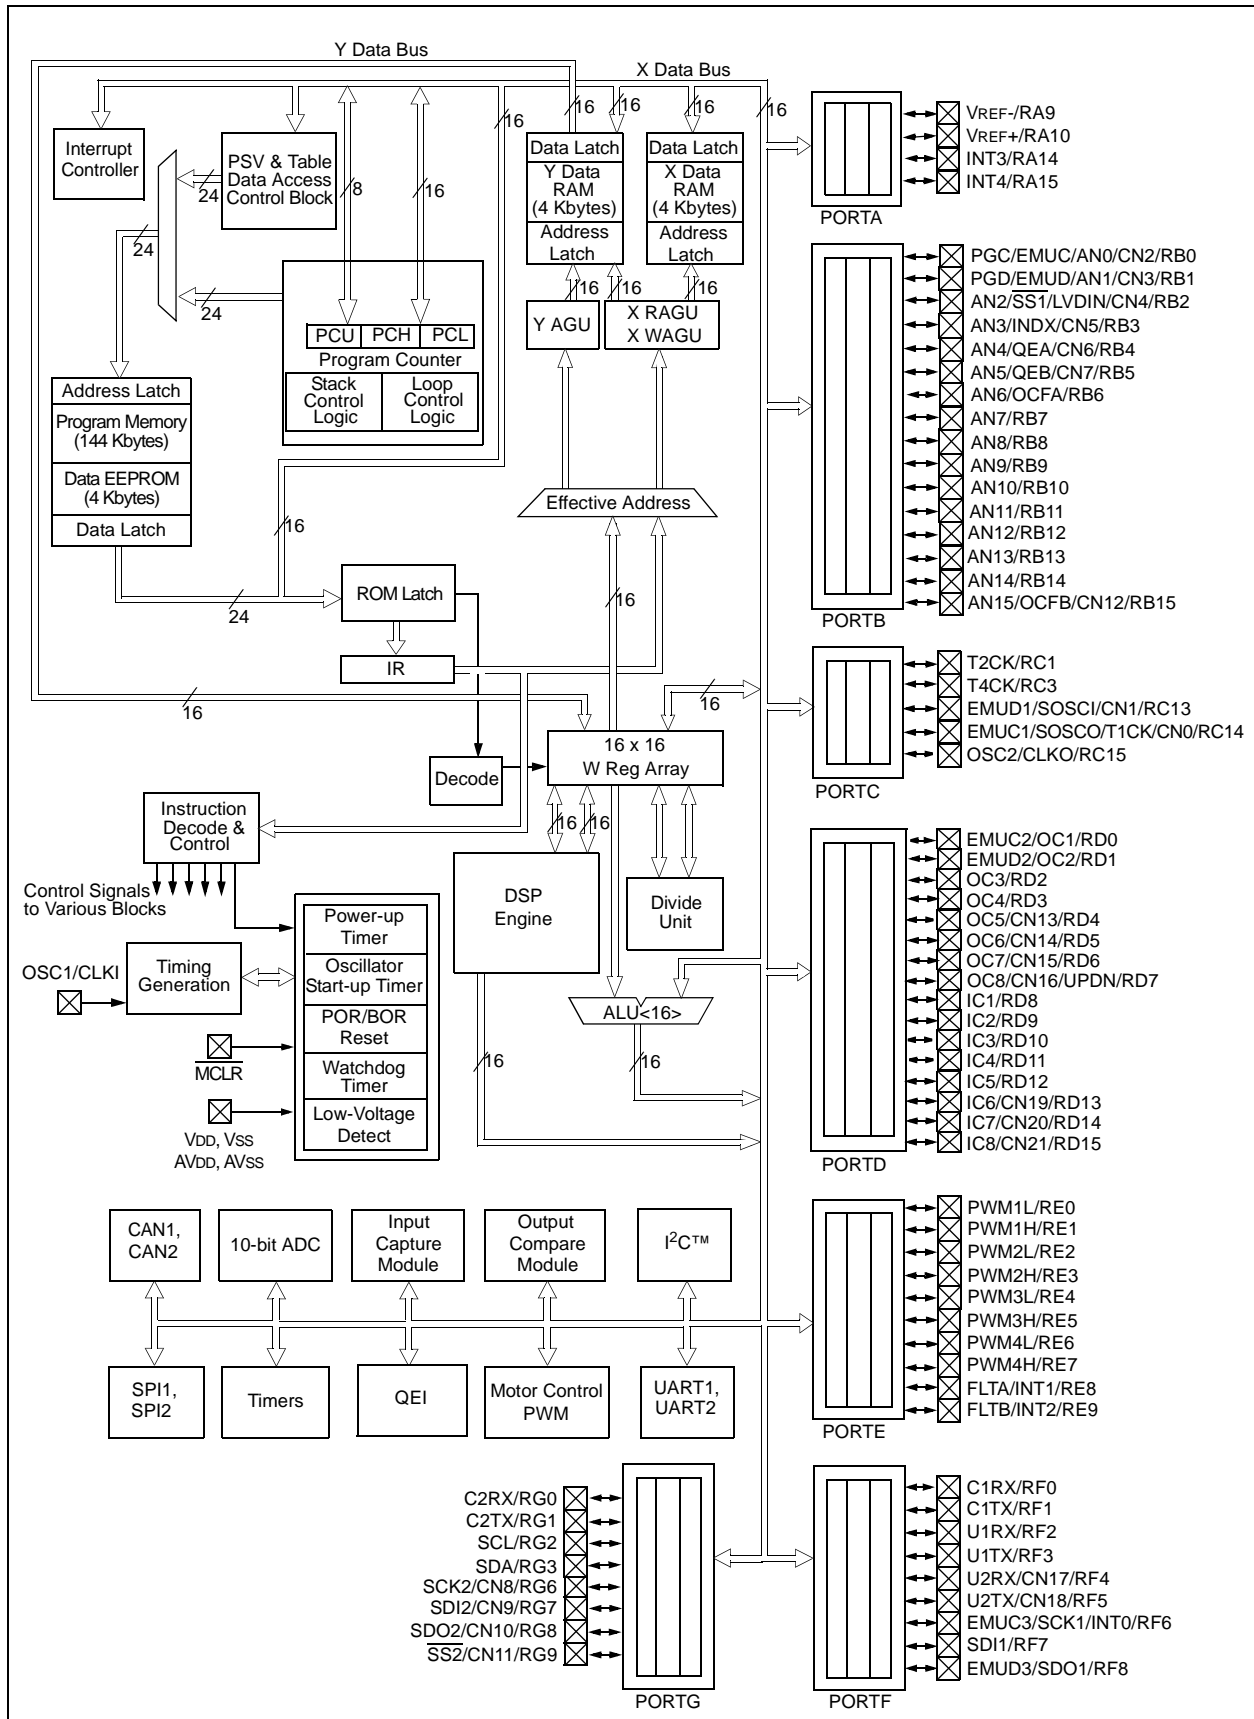 Y Data Bus
X Data Bus
16
16
16
16
16
Interrupt
Controller
PSV & Table
Data Access
Control Block
24
24
8
16
Data Latch
Y Data
RAM
(4 Kbytes)
Address
Latch
Data Latch
X Data
RAM
(4 Kbytes)
Address
Latch
16
16
16
24
Y AGU
X RAGU
X WAGU
PCU
PCH
PCL
Program Counter
Stack
Control
Logic
Loop
Control
Logic
Address Latch
Program Memory
(144 Kbytes)
Data EEPROM
(4 Kbytes)
Data Latch
Effective Address
16
24
ROM Latch
16
IR
16
16
16 x 16
W Reg Array
Decode
Instruction
Decode &
Control
16
16
Control Signals
to Various Blocks
DSP
Engine
Divide
Unit
Power-up
Timer
Oscillator
Start-up Timer
POR/BOR
Reset
Watchdog
Timer
Low-Voltage
Detect
OSC1/CLKI
Timing
Generation
MCLR
VDD, VSS
AVDD, AVSS
ALU<16>
16
16
CAN1,
CAN2
10-bit ADC
Input
Capture
Module
Output
Compare
Module
I²C™
SPI1,
SPI2
Timers
QEI
Motor Control
PWM
UART1,
UART2
VREF-/RA9
VREF+/RA10
INT3/RA14
INT4/RA15
PORTA
PGC/EMUC/AN0/CN2/RB0
PGD/EMUD/AN1/CN3/RB1
AN2/SS1/LVDIN/CN4/RB2
AN3/INDX/CN5/RB3
AN4/QEA/CN6/RB4
AN5/QEB/CN7/RB5
AN6/OCFA/RB6
AN7/RB7
AN8/RB8
AN9/RB9
AN10/RB10
AN11/RB11
AN12/RB12
AN13/RB13
AN14/RB14
AN15/OCFB/CN12/RB15
PORTB
T2CK/RC1
T4CK/RC3
EMUD1/SOSCI/CN1/RC13
EMUC1/SOSCO/T1CK/CN0/RC14
OSC2/CLKO/RC15
PORTC
EMUC2/OC1/RD0
EMUD2/OC2/RD1
OC3/RD2
OC4/RD3
OC5/CN13/RD4
OC6/CN14/RD5
OC7/CN15/RD6
OC8/CN16/UPDN/RD7
IC1/RD8
IC2/RD9
IC3/RD10
IC4/RD11
IC5/RD12
IC6/CN19/RD13
IC7/CN20/RD14
IC8/CN21/RD15
PORTD
PWM1L/RE0
PWM1H/RE1
PWM2L/RE2
PWM2H/RE3
PWM3L/RE4
PWM3H/RE5
PWM4L/RE6
PWM4H/RE7
FLTA/INT1/RE8
FLTB/INT2/RE9
PORTE
C2RX/RG0
C2TX/RG1
SCL/RG2
SDA/RG3
SCK2/CN8/RG6
SDI2/CN9/RG7
SDO2/CN10/RG8
SS2/CN11/RG9
PORTG
C1RX/RF0
C1TX/RF1
U1RX/RF2
U1TX/RF3
U2RX/CN17/RF4
U2TX/CN18/RF5
EMUC3/SCK1/INT0/RF6
SDI1/RF7
EMUD3/SDO1/RF8
PORTF